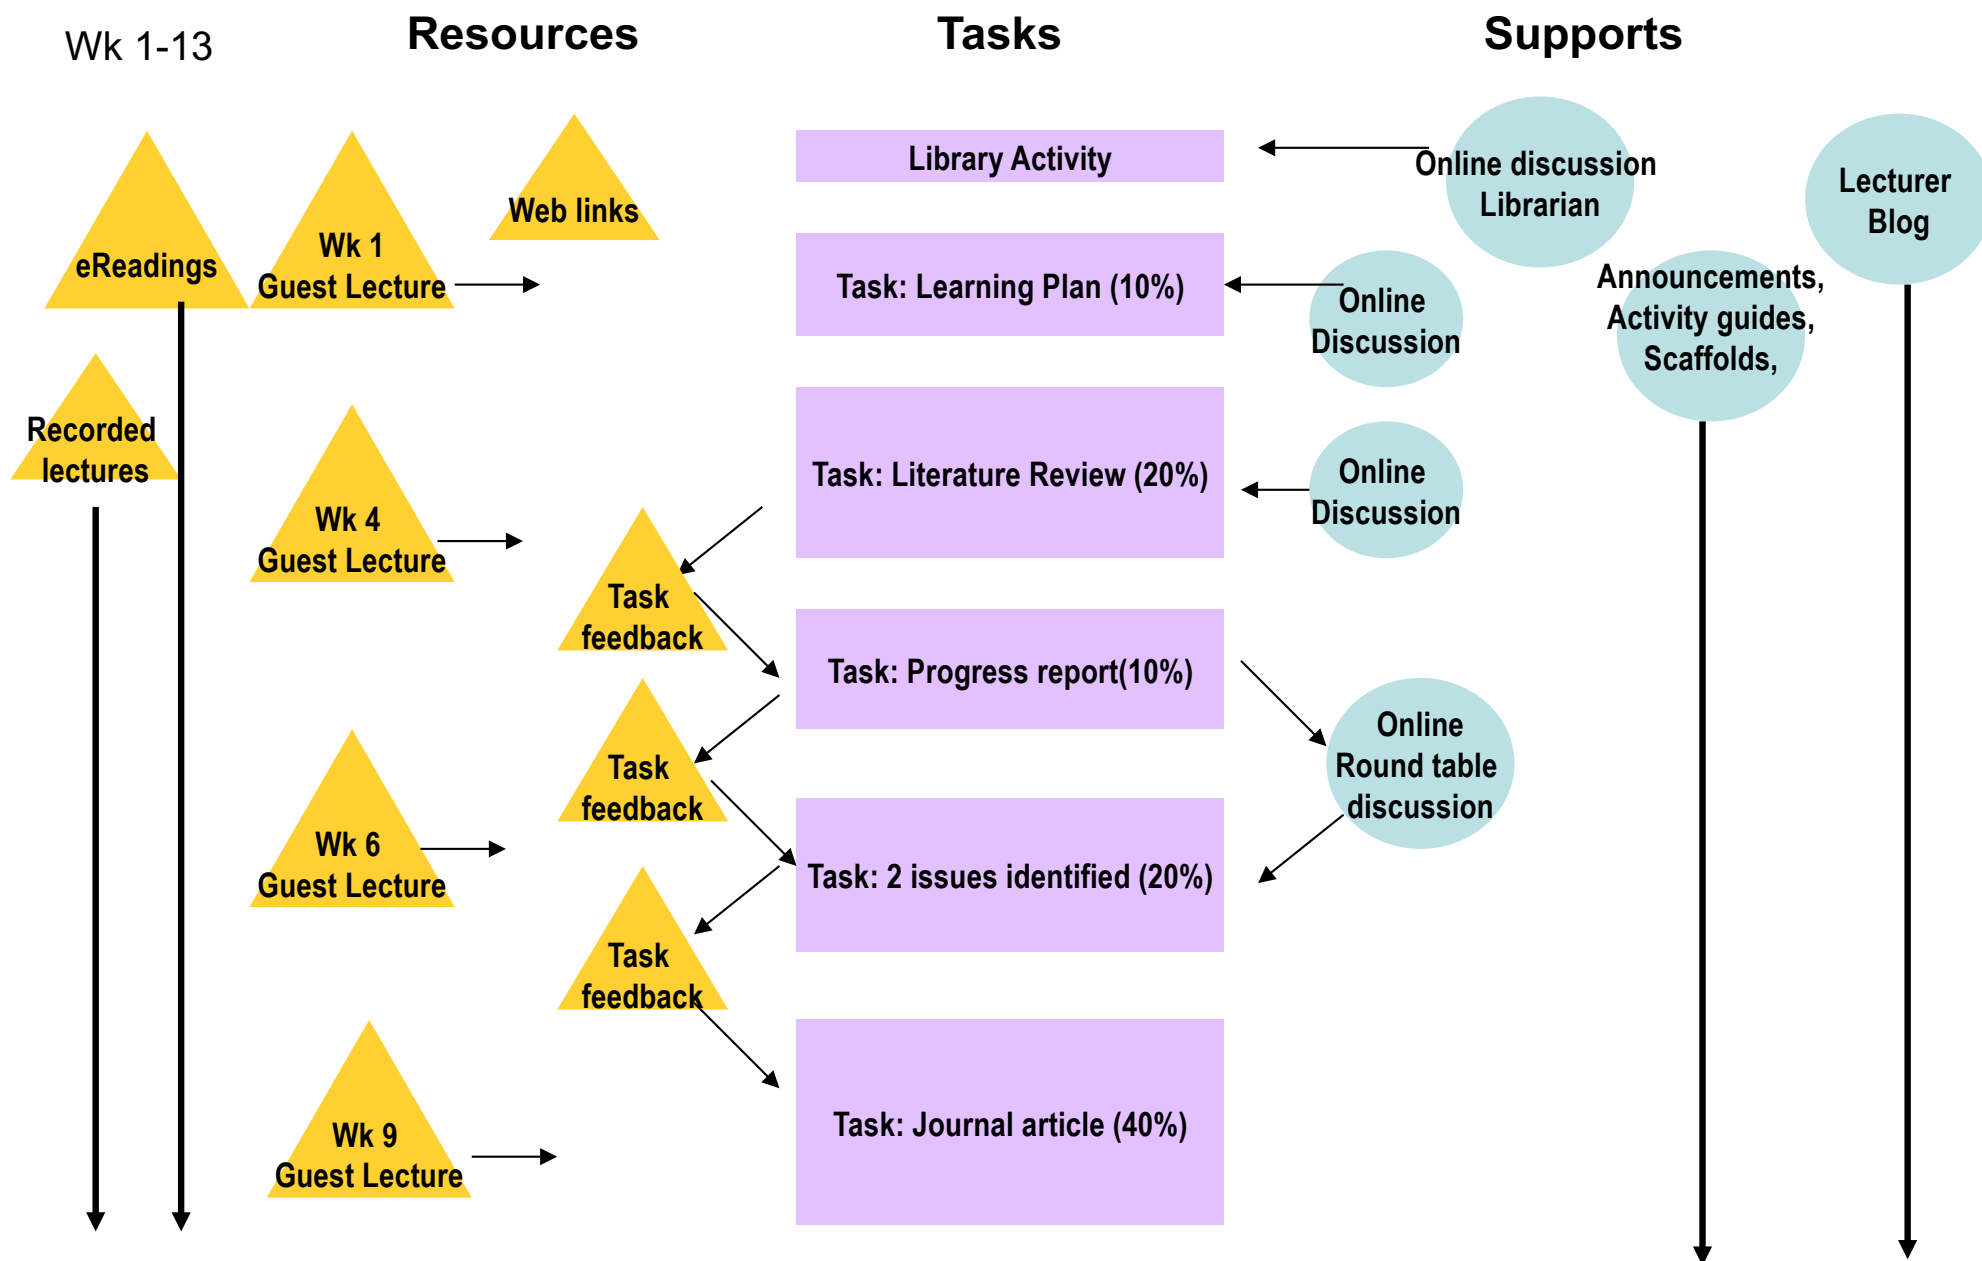 Wk 1-13
Resources
Tasks
Supports
eReadings
Recorded
lectures
Wk 1
Guest Lecture
Web links
Wk 4
Guest Lecture
Task
feedback
Wk 6
Guest Lecture
Task
feedback
Task
feedback
Wk 9
Guest Lecture
Library Activity
Task: Learning Plan (10%)
Task: Literature Review (20%)
Task: Progress report(10%)
Task: 2 issues identified (20%)
Task: Journal article (40%)
Online discussion
Librarian
Lecturer
Blog
Online
Discussion
Announcements,
Activity guides,
Scaffolds,
Online
Discussion
Online
Round table
discussion